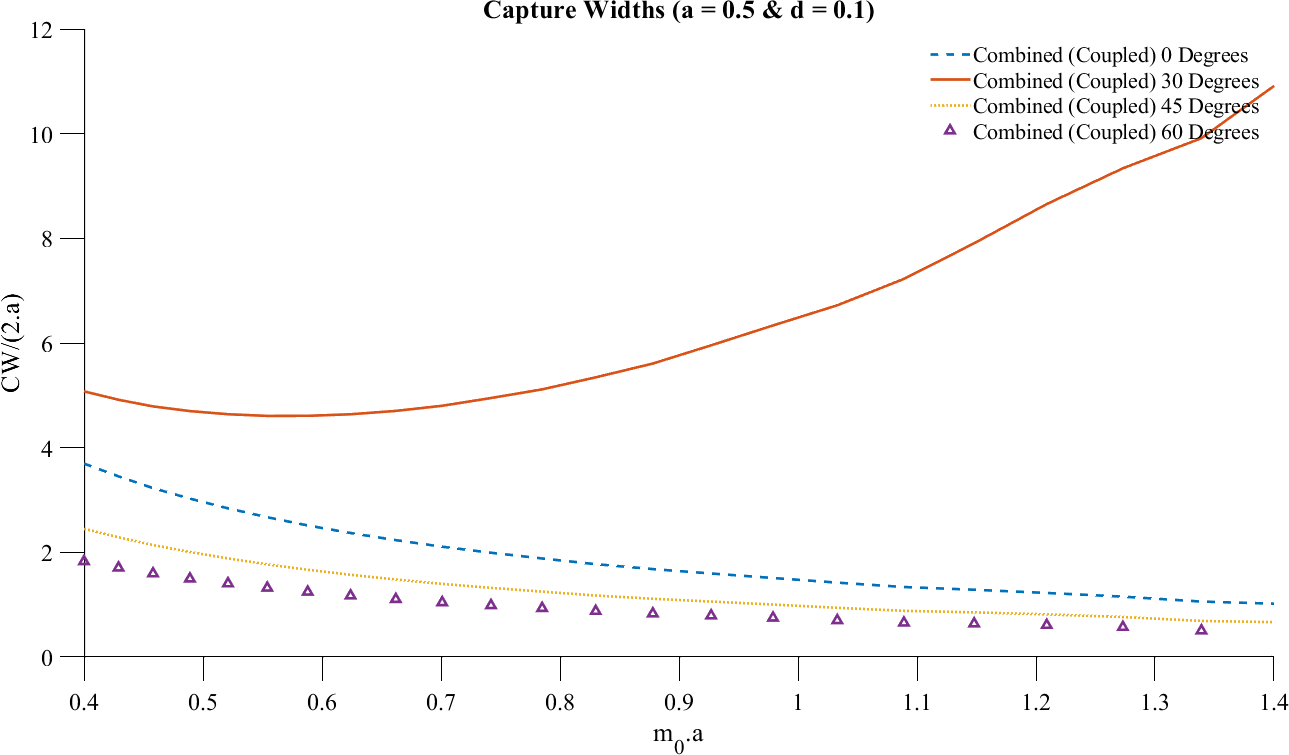 Capture Widths (a = 0.5 & d = 0.1)
12
10
8
6
4
2
0
CW/(2.a)
Combined (Coupled) 0 Degrees
Combined (Coupled) 30 Degrees
Combined (Coupled) 45 Degrees
Combined (Coupled) 60 Degrees
0.4 0.5 0.6 0.7 0.8 0.9 1 1.1 1.2 1.3 1.4
m0.a